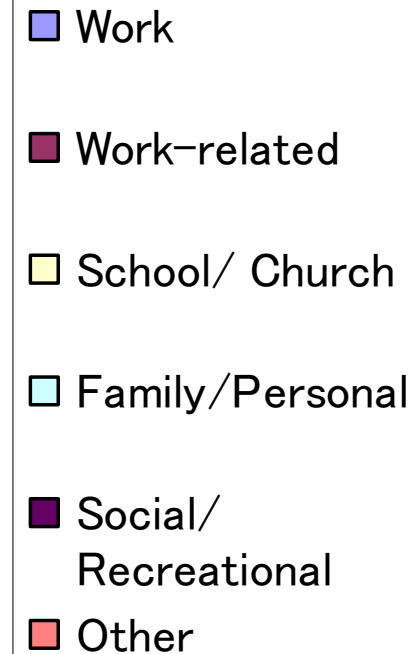 Work
Work-related
School/ Church
Family/Personal
Social/
Recreational
Other